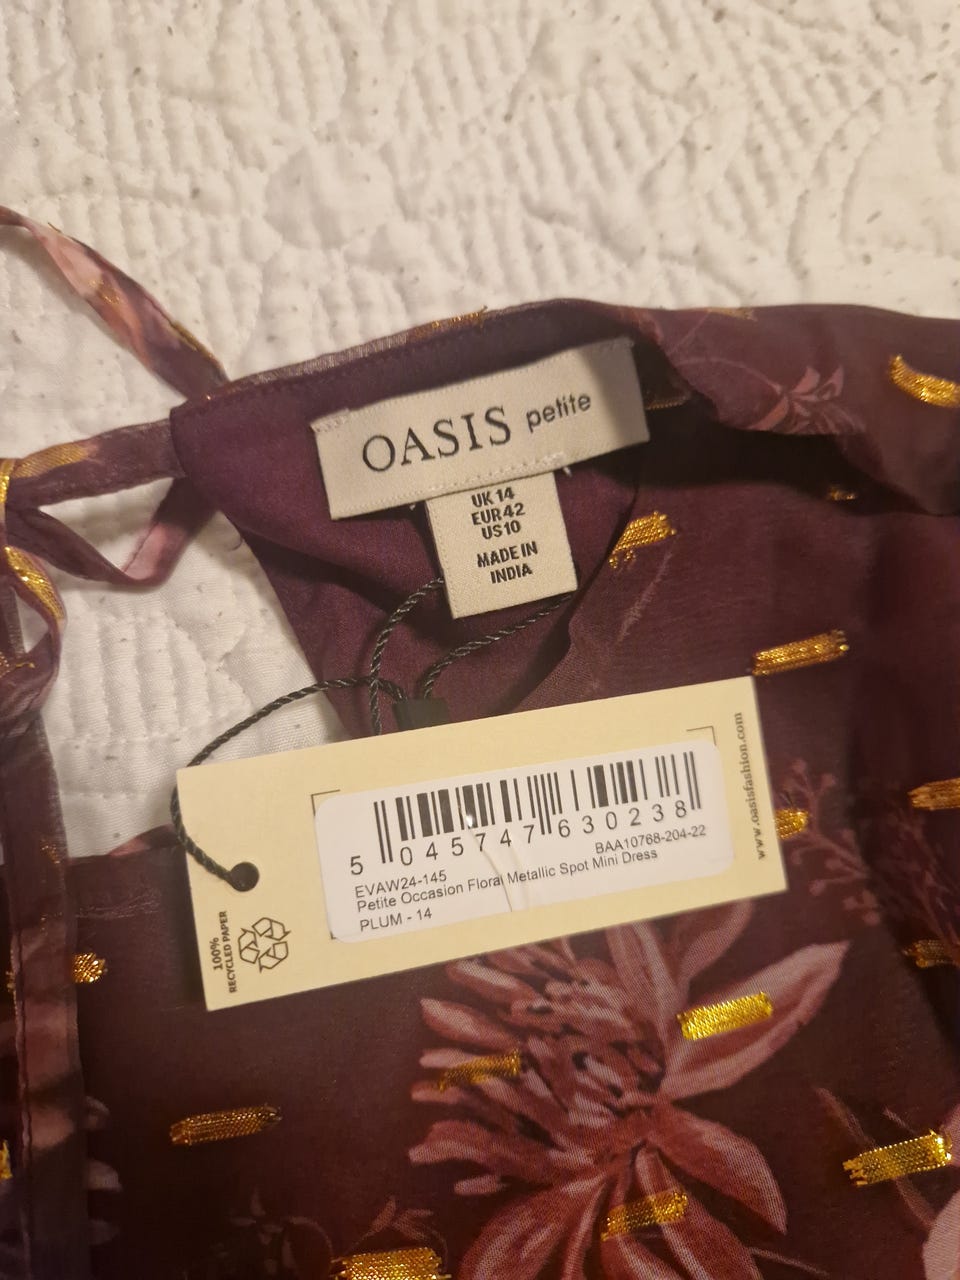 OASIS petite
UK 14
EUR 42
US 10
MADE IN
INDIA
www.oasisfashion.com
5 045747 630238
BAA10768-204-22
EVAW24-145
Petite Occasion Floral Metallic Spot Mini Dress
PLUM - 14
100%
RECYCLED PAPER